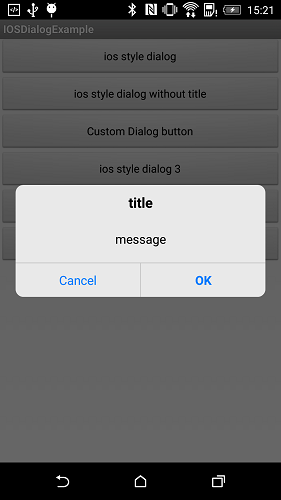 15:21
IOSDialogExample
ios style dialog
ios style dialog without title
Custom Dialog button
ios style dialog 3
title
message
Cancel
OK